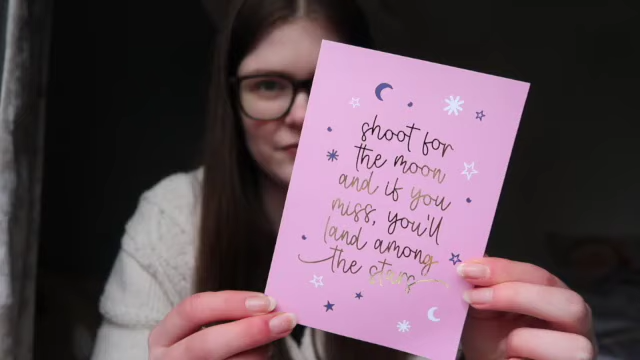 shoot for
the moon
and if you
miss, you'll
land among
the stars